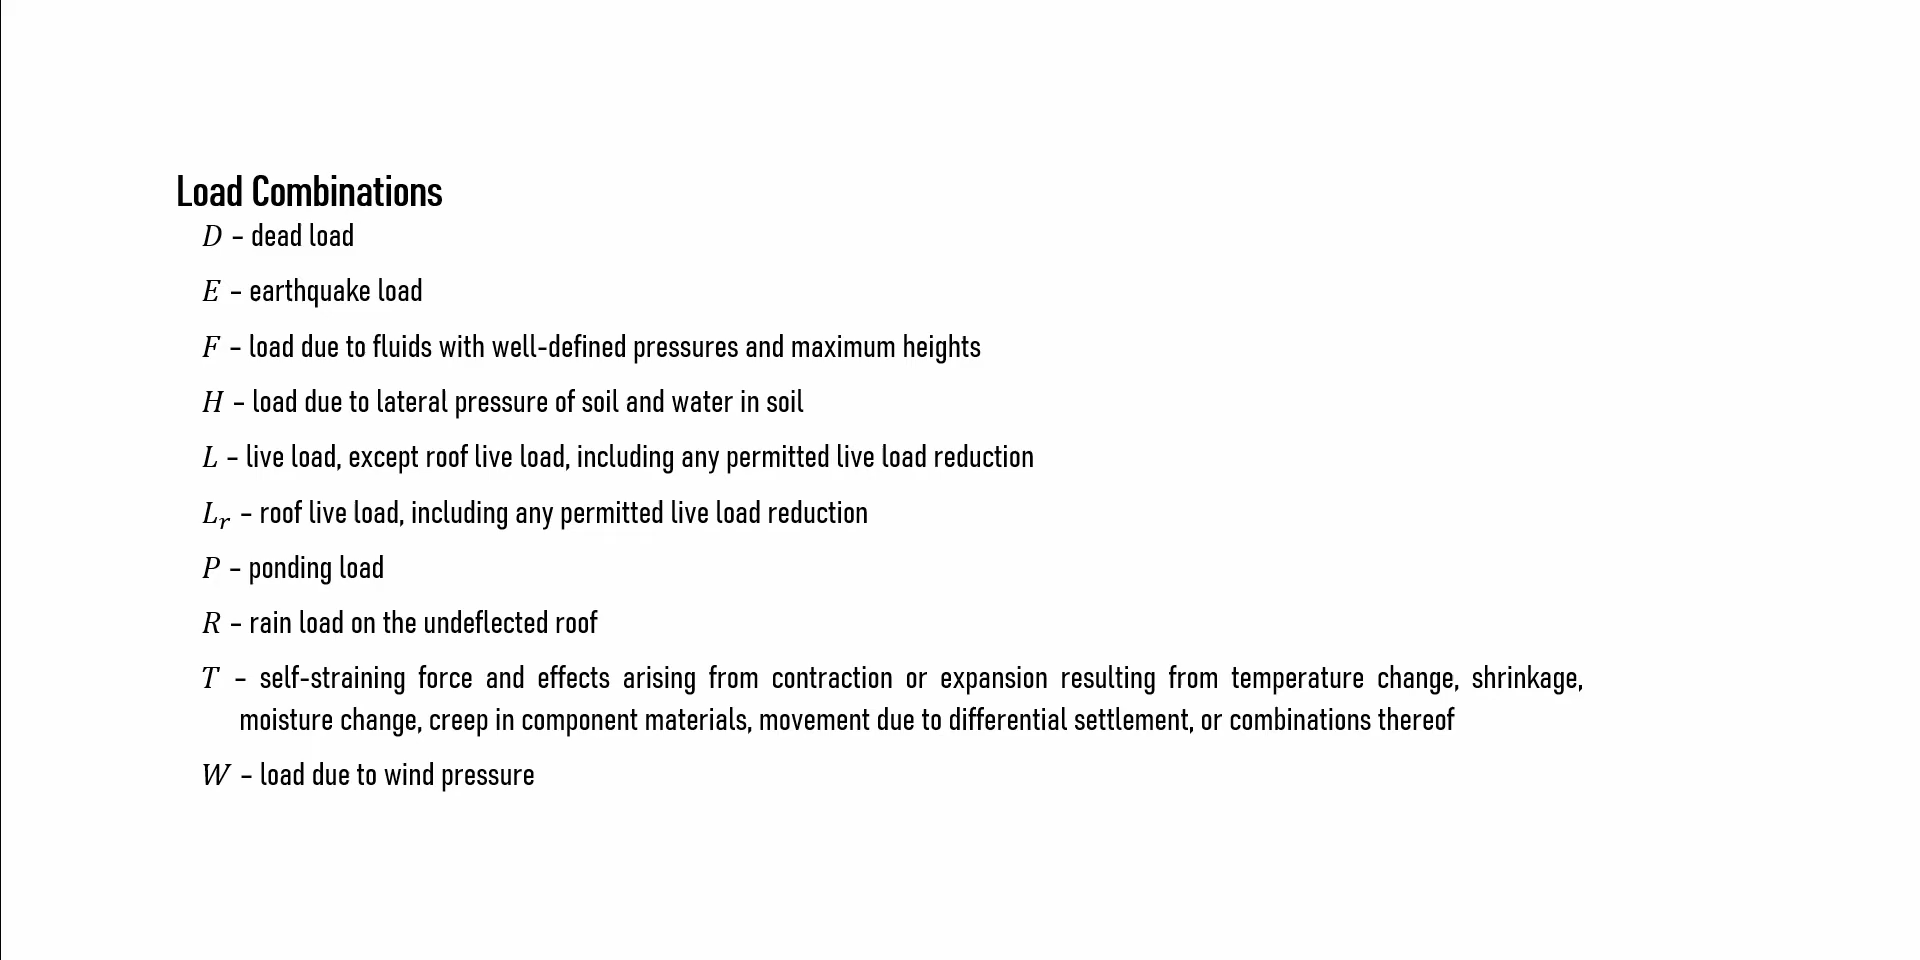 Load Combinations
D – dead load
E – earthquake load
F – load due to fluids with well-defined pressures and maximum heights
H – load due to lateral pressure of soil and water in soil
L – live load, except roof live load, including any permitted live load reduction
Lᵣ – roof live load, including any permitted live load reduction
P – ponding load
R – rain load on the undeflected roof
T – self-straining force and effects arising from contraction or expansion resulting from temperature change, shrinkage,
moisture change, creep in component materials, movement due to differential settlement, or combinations thereof
W – load due to wind pressure